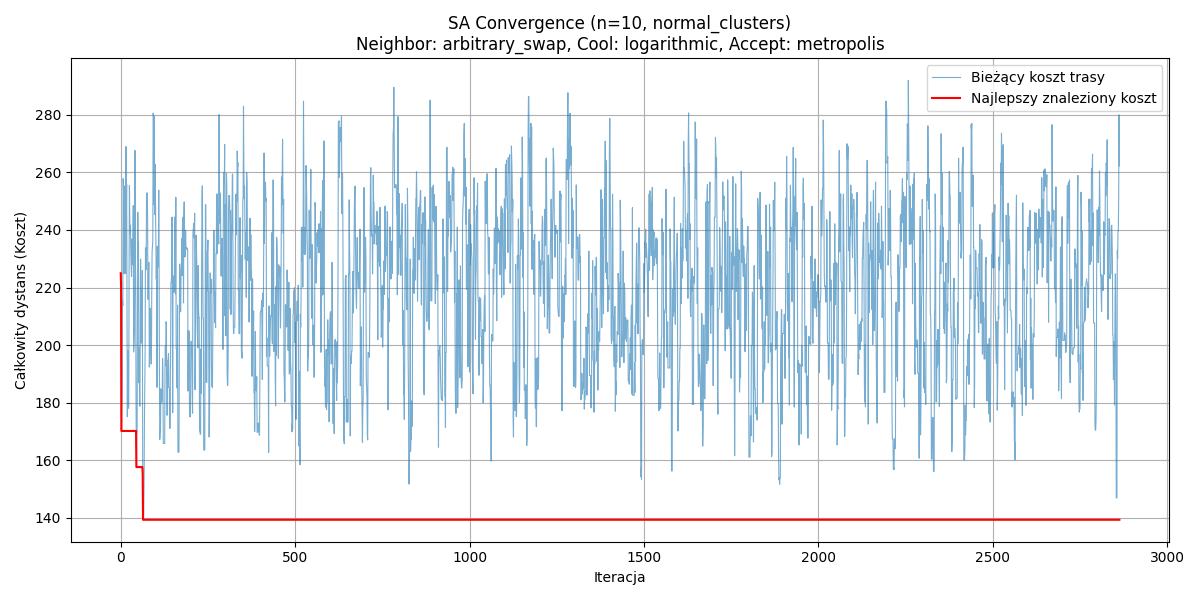 SA Convergence (n=10, normal_clusters)
Neighbor: arbitrary_swap, Cool: logarithmic, Accept: metropolis
Bieżący koszt trasy
Najlepszy znaleziony koszt
Całkowity dystans (Koszt)
280
260
240
220
200
180
160
140
0
500
1000
1500
2000
2500
3000
Iteracja